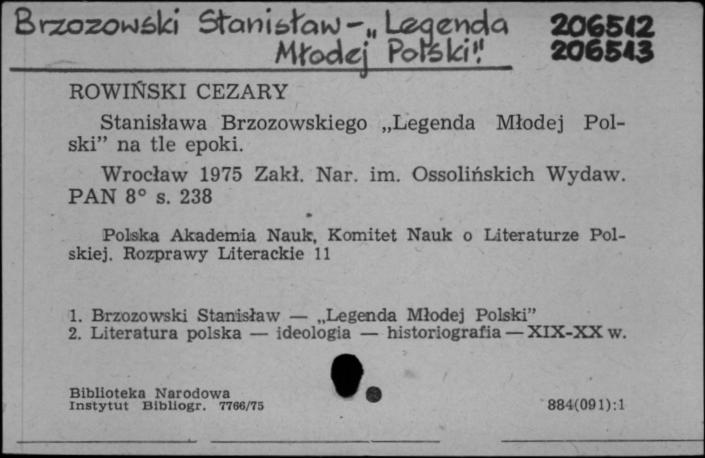 Brzozowski Stanisław – „Legenda 206512
Młodej Polski" 206513
ROWIŃSKI CEZARY
Stanisława Brzozowskiego „Legenda Młodej Pol-
ski” na tle epoki.
Wrocław 1975 Zakł. Nar. im. Ossolińskich Wydaw.
PAN 8° s. 238
Polska Akademia Nauk, Komitet Nauk o Literaturze Pol-
skiej. Rozprawy Literackie 11
1. Brzozowski Stanisław — „Legenda Młodej Polski”
2. Literatura polska — ideologia — historiografia — XIX-XX w.
Biblioteka Narodowa
Instytut Bibliogr. 7766/75 884(091):1